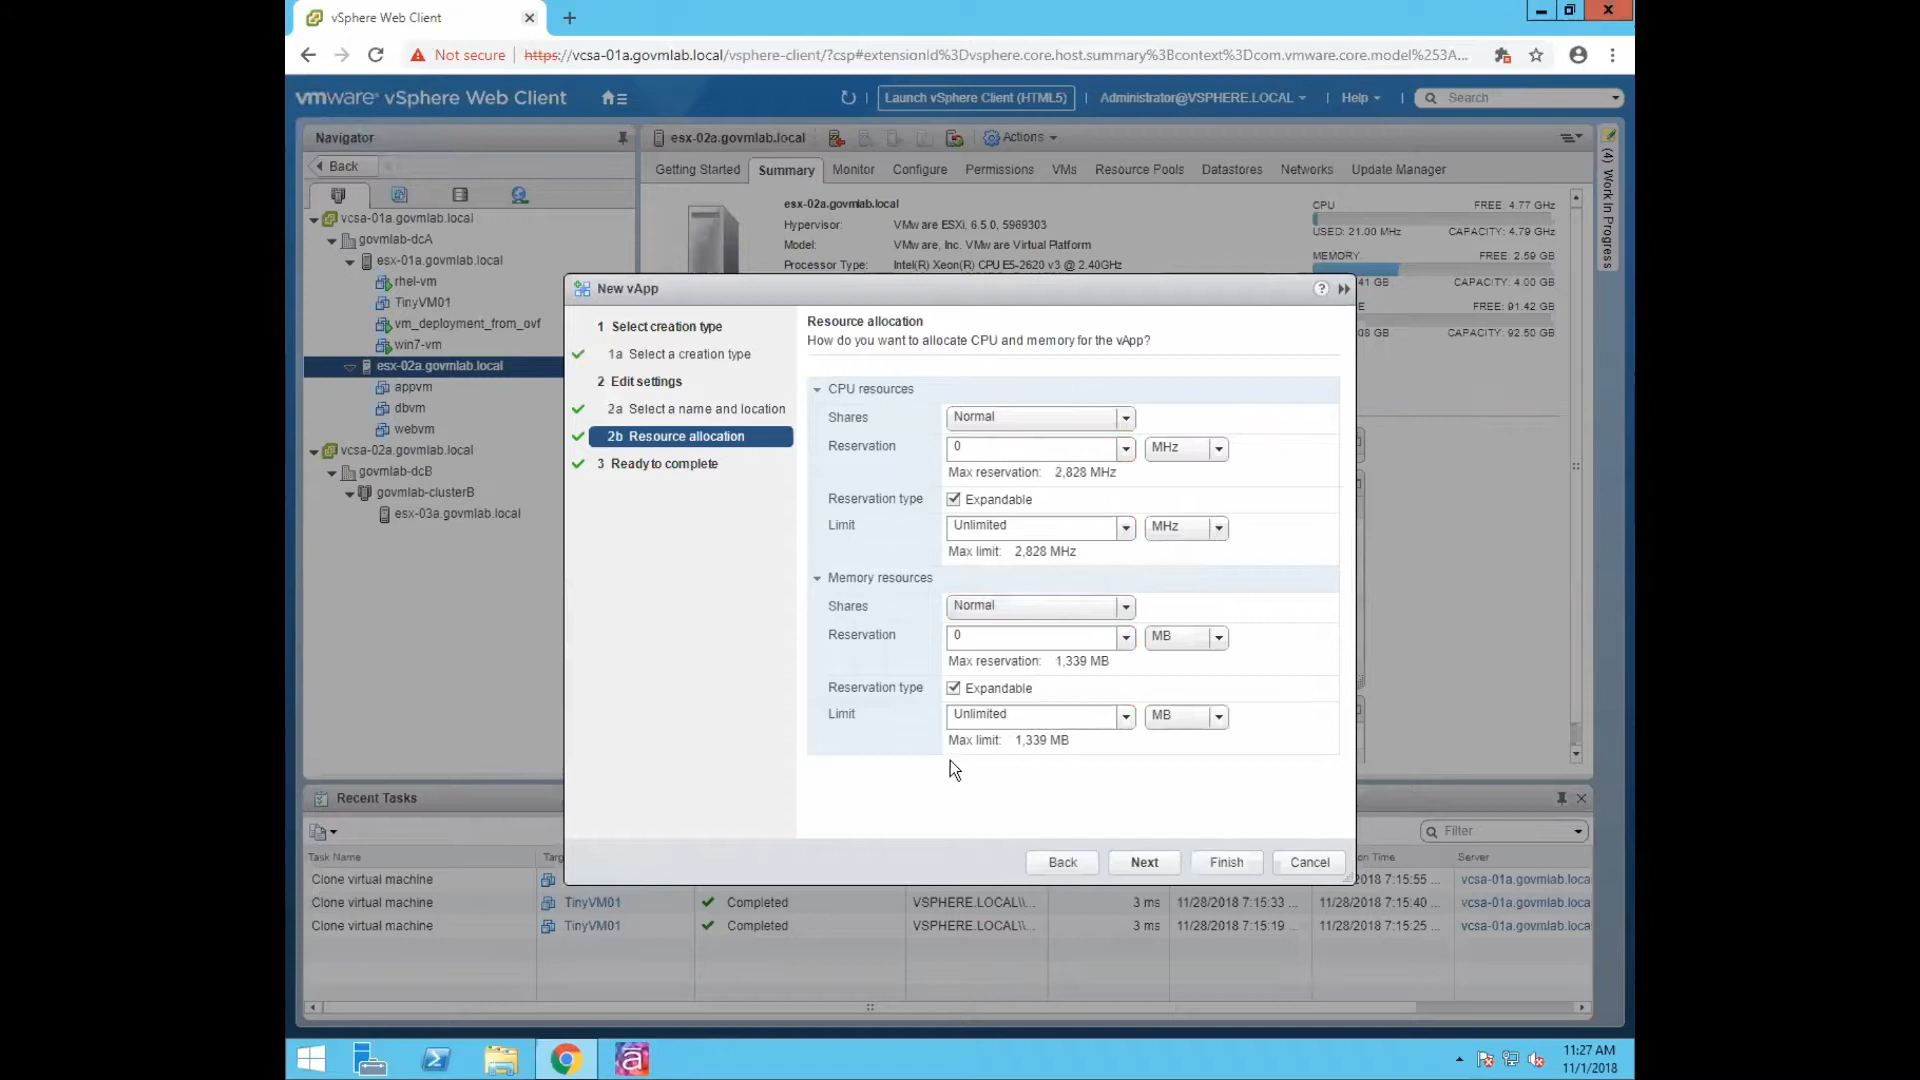 vSphere Web Client
Not secure https://vcsa-01a.govmlab.local/vsphere-client/?csp#extensionId%3Dvsphere.core.host.summary%3Bcontext%3Dcom.vmware.core.model%253A...
vmware® vSphere Web Client
Launch vSphere Client (HTML5)
Administrator@VSPHERE.LOCAL
Help
Search
Navigator
Back
vcsa-01a.govmlab.local
govmlab-dcA
esx-01a.govmlab.local
rhel-vm
TinyVM01
vm_deployment_from_ovf
win7-vm
esx-02a.govmlab.local
appvm
dbvm
webvm
vcsa-02a.govmlab.local
govmlab-dcB
govmlab-clusterB
esx-03a.govmlab.local
esx-02a.govmlab.local
Actions
Getting Started Summary Monitor Configure Permissions VMs Resource Pools Datastores Networks Update Manager
esx-02a.govmlab.local
Hypervisor: VMware ESXi, 6.5.0, 5969303
Model: VMware, Inc. VMware Virtual Platform
Processor Type: Intel(R) Xeon(R) CPU E5-2620 v3 @ 2.40GHz
CPU FREE: 4.77 GHz
USED: 21.00 MHz CAPACITY: 4.79 GHz
MEMORY FREE: 2.59 GB
41 GB CAPACITY: 4.00 GB
E FREE: 91.42 GB
08 GB CAPACITY: 92.50 GB
(4) Work In Progress
New vApp
1 Select creation type
1a Select a creation type
2 Edit settings
2a Select a name and location
2b Resource allocation
3 Ready to complete
Resource allocation
How do you want to allocate CPU and memory for the vApp?
CPU resources
Shares Normal
Reservation 0 MHz
Max reservation: 2,828 MHz
Reservation type Expandable
Limit Unlimited MHz
Max limit: 2,828 MHz
Memory resources
Shares Normal
Reservation 0 MB
Max reservation: 1,339 MB
Reservation type Expandable
Limit Unlimited MB
Max limit: 1,339 MB
Back Next Finish Cancel
Recent Tasks
Filter
Task Name Targ on Time Server
Clone virtual machine 2018 7:15:55 ... vcsa-01a.govmlab.loca
Clone virtual machine TinyVM01 Completed VSPHERE.LOCAL\\... 3 ms 11/28/2018 7:15:33 ... 11/28/2018 7:15:40 ... vcsa-01a.govmlab.loca
Clone virtual machine TinyVM01 Completed VSPHERE.LOCAL\\... 3 ms 11/28/2018 7:15:19 ... 11/28/2018 7:15:25 ... vcsa-01a.govmlab.loca
11:27 AM
11/1/2018